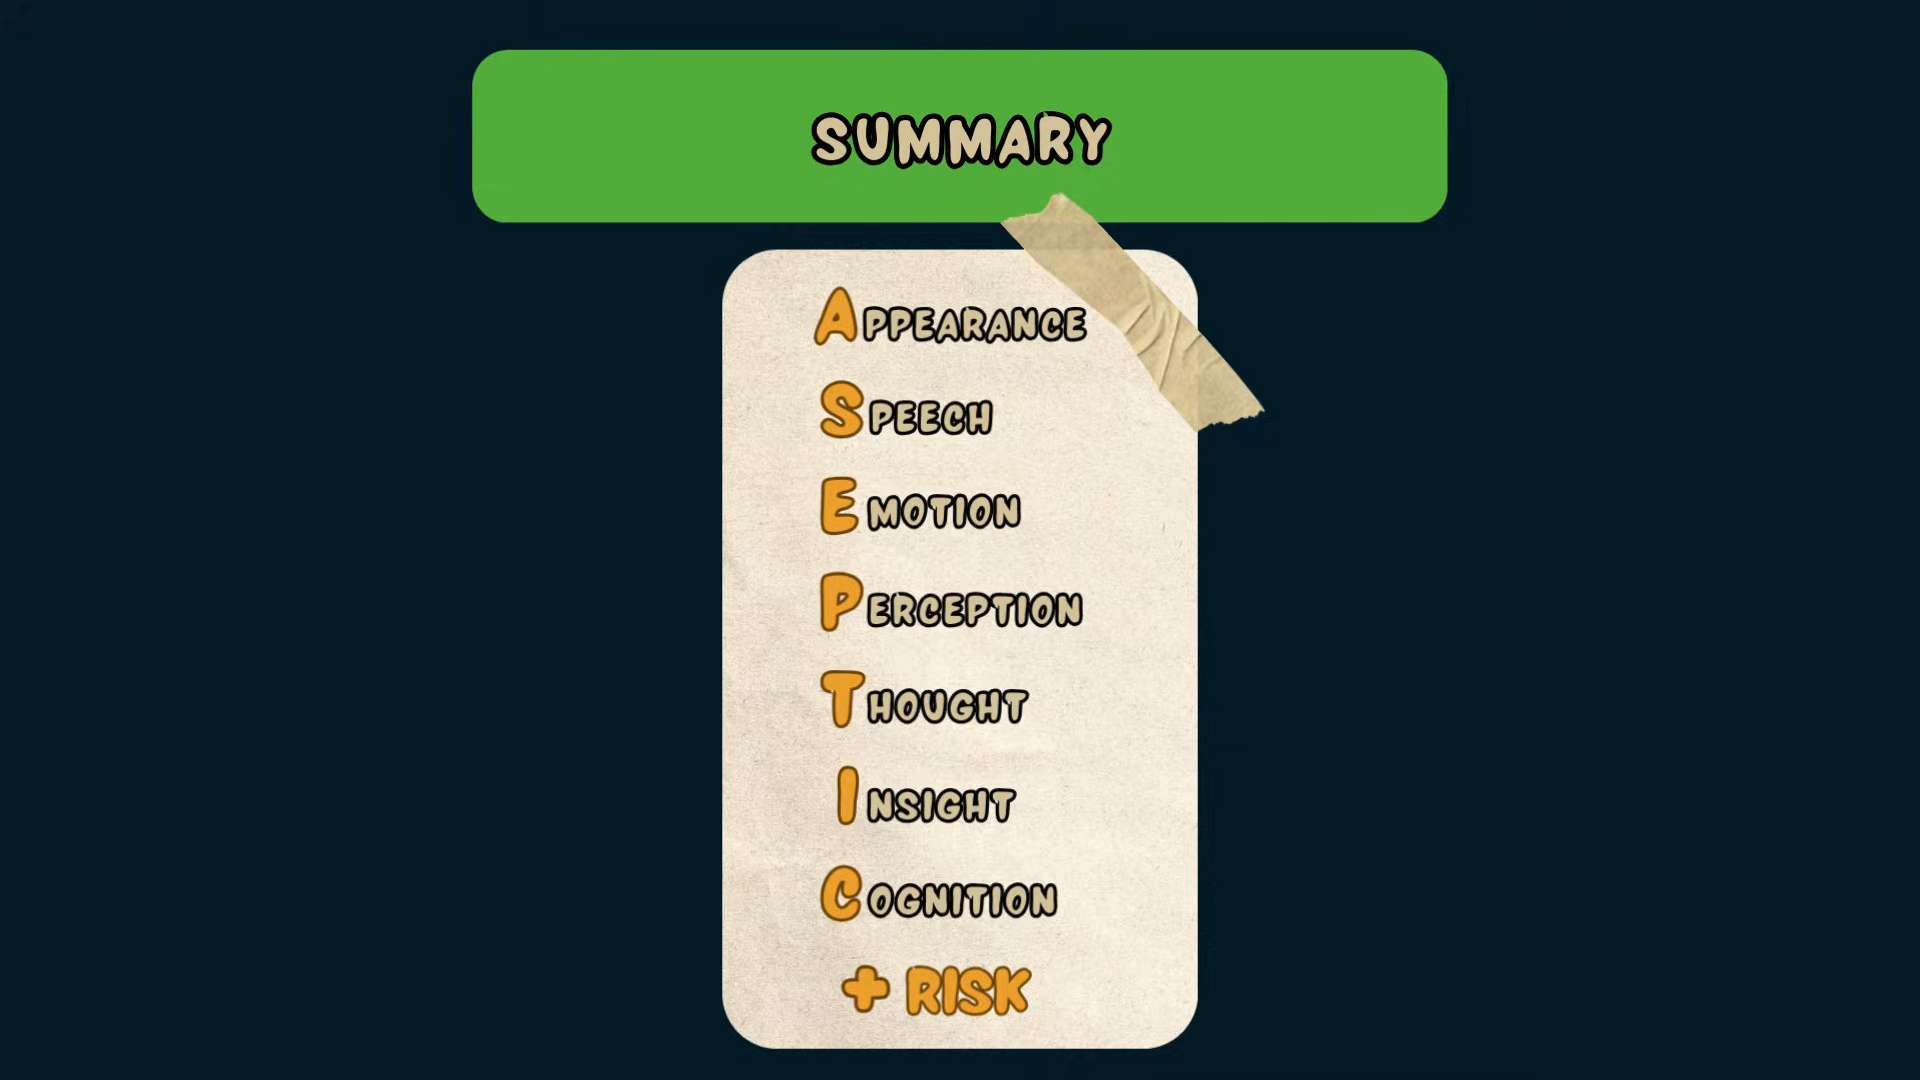 SUMMARY
APPEARANCE
SPEECH
EMOTION
PERCEPTION
THOUGHT
INSIGHT
COGNITION
+ RISK